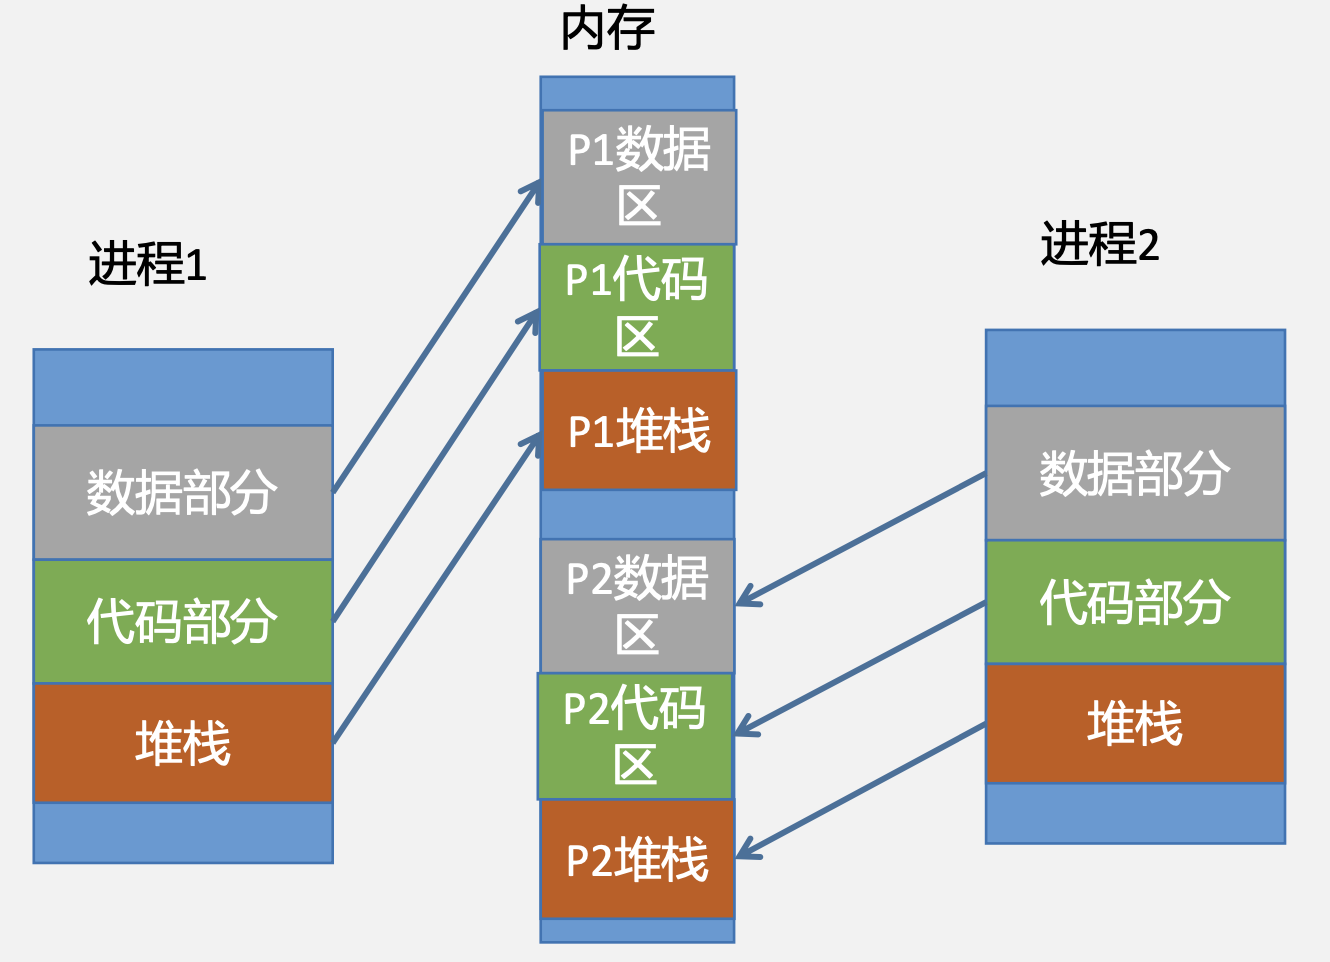 内存
P1数据
区
P1代码
区
P1堆栈
P2数据
区
P2代码
区
P2堆栈
进程1
数据部分
代码部分
堆栈
进程2
数据部分
代码部分
堆栈